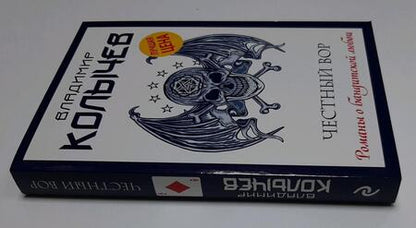 ВЛАДИМИР
КОЛЫЧЕВ
ЛУЧШАЯ
ЦЕНА
ЧЕСТНЫЙ ВОР
Романы о бандитской любви
ЧЕСТНЫЙ ВОР
ВЛАДИМИР
КОЛЫЧЕВ